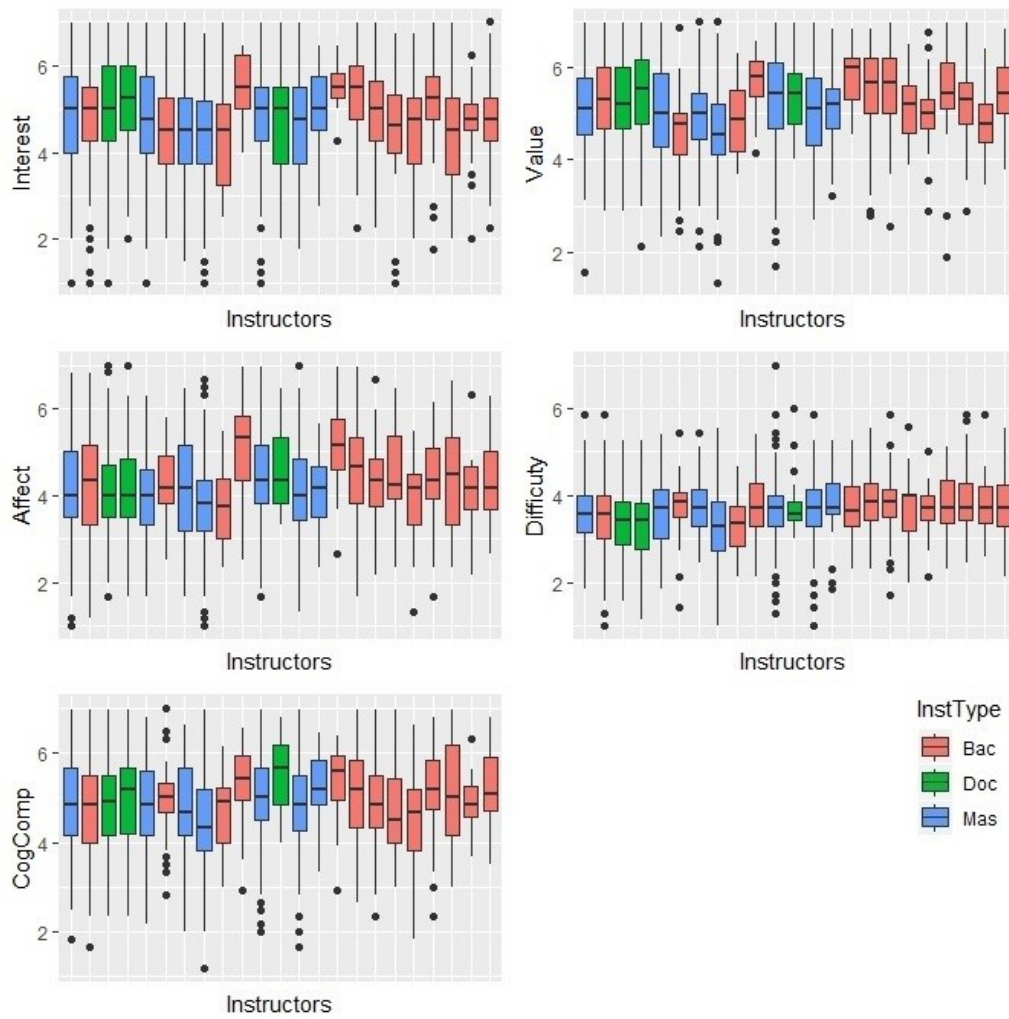 Interest
6
4
2
Instructors
Value
6
4
2
Instructors
Affect
6
4
2
Instructors
Difficuty
6
4
2
Instructors
CogComp
6
4
2
Instructors
InstType
Bac
Doc
Mas